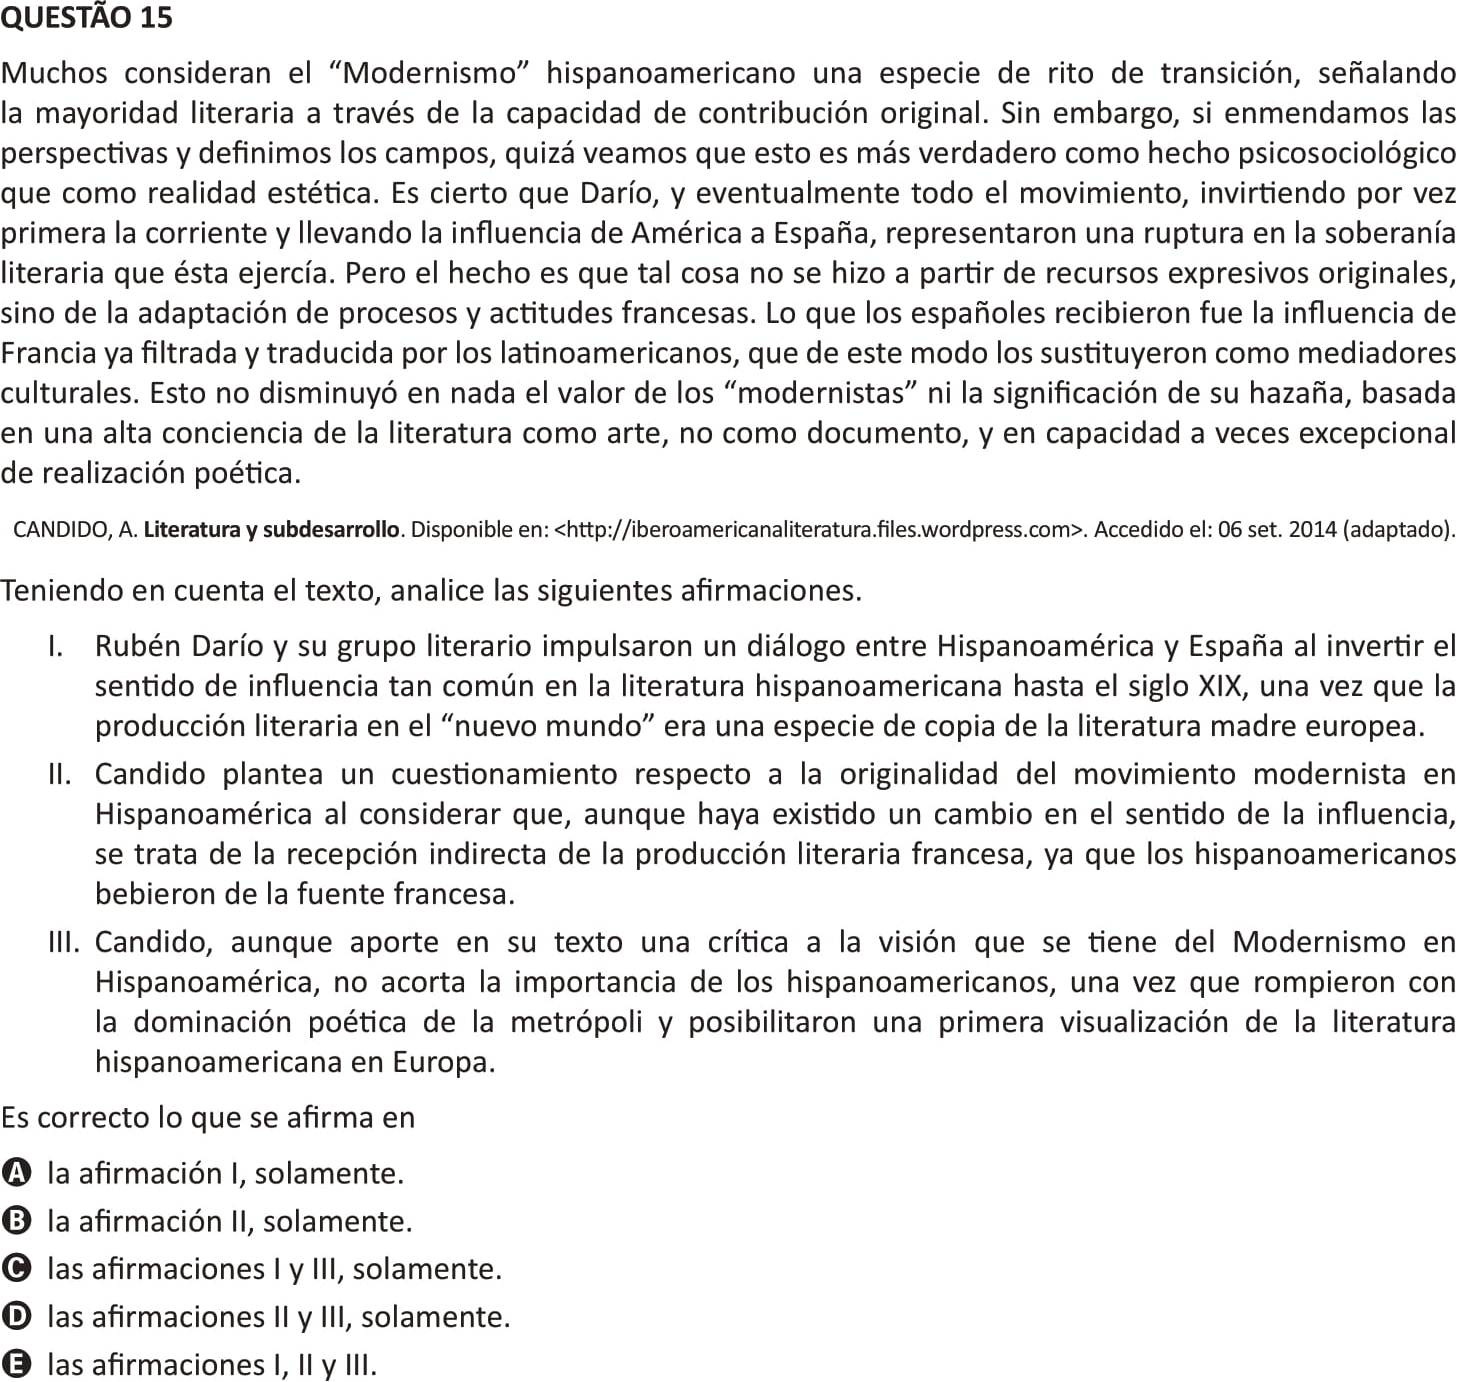 QUESTÃO 15
Muchos consideran el “Modernismo” hispanoamericano una especie de rito de transición, señalando
la mayoridad literaria a través de la capacidad de contribución original. Sin embargo, si enmendamos las
perspectivas y definimos los campos, quizá veamos que esto es más verdadero como hecho psicosociológico
que como realidad estética. Es cierto que Darío, y eventualmente todo el movimiento, invirtiendo por vez
primera la corriente y llevando la influencia de América a España, representaron una ruptura en la soberanía
literaria que ésta ejercía. Pero el hecho es que tal cosa no se hizo a partir de recursos expresivos originales,
sino de la adaptación de procesos y actitudes francesas. Lo que los españoles recibieron fue la influencia de
Francia ya filtrada y traducida por los latinoamericanos, que de este modo los sustituyeron como mediadores
culturales. Esto no disminuyó en nada el valor de los “modernistas” ni la significación de su hazaña, basada
en una alta conciencia de la literatura como arte, no como documento, y en capacidad a veces excepcional
de realización poética.
CANDIDO, A. Literatura y subdesarrollo. Disponible en: <http://iberoamericanaliteratura.files.wordpress.com>. Accedido el: 06 set. 2014 (adaptado).
Teniendo en cuenta el texto, analice las siguientes afirmaciones.
I. Rubén Darío y su grupo literario impulsaron un diálogo entre Hispanoamérica y España al invertir el
sentido de influencia tan común en la literatura hispanoamericana hasta el siglo XIX, una vez que la
producción literaria en el “nuevo mundo” era una especie de copia de la literatura madre europea.
II. Candido plantea un cuestionamiento respecto a la originalidad del movimiento modernista en
Hispanoamérica al considerar que, aunque haya existido un cambio en el sentido de la influencia,
se trata de la recepción indirecta de la producción literaria francesa, ya que los hispanoamericanos
bebieron de la fuente francesa.
III. Candido, aunque aporte en su texto una crítica a la visión que se tiene del Modernismo en
Hispanoamérica, no acorta la importancia de los hispanoamericanos, una vez que rompieron con
la dominación poética de la metrópoli y posibilitaron una primera visualización de la literatura
hispanoamericana en Europa.
Es correcto lo que se afirma en
A la afirmación I, solamente.
B la afirmación II, solamente.
C las afirmaciones I y III, solamente.
D las afirmaciones II y III, solamente.
E las afirmaciones I, II y III.